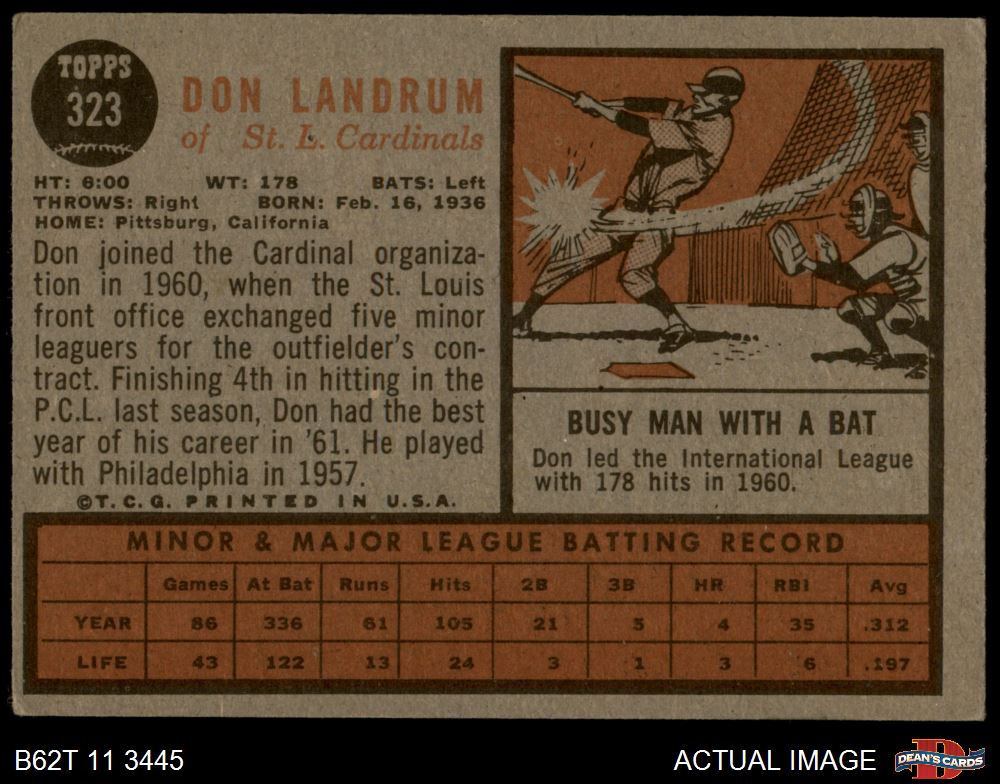 TOPPS
323
DON LANDRUM
of St. L. Cardinals
HT: 6:00 WT: 178 BATS: Left
THROWS: Right BORN: Feb. 16, 1936
HOME: Pittsburg, California
Don joined the Cardinal organiza-
tion in 1960, when the St. Louis
front office exchanged five minor
leaguers for the outfielder's con-
tract. Finishing 4th in hitting in the
P.C.L. last season, Don had the best
year of his career in '61. He played
with Philadelphia in 1957.
©T.C.G. PRINTED IN U.S.A.
BUSY MAN WITH A BAT
Don led the International League
with 178 hits in 1960.
MINOR & MAJOR LEAGUE BATTING RECORD
Games At Bat Runs Hits 2B 3B HR RBI Avg
YEAR 86 336 61 105 21 5 4 35 .312
LIFE 43 122 13 24 3 1 3 6 .197
B62T 11 3445 ACTUAL IMAGE
DEAN'S CARDS